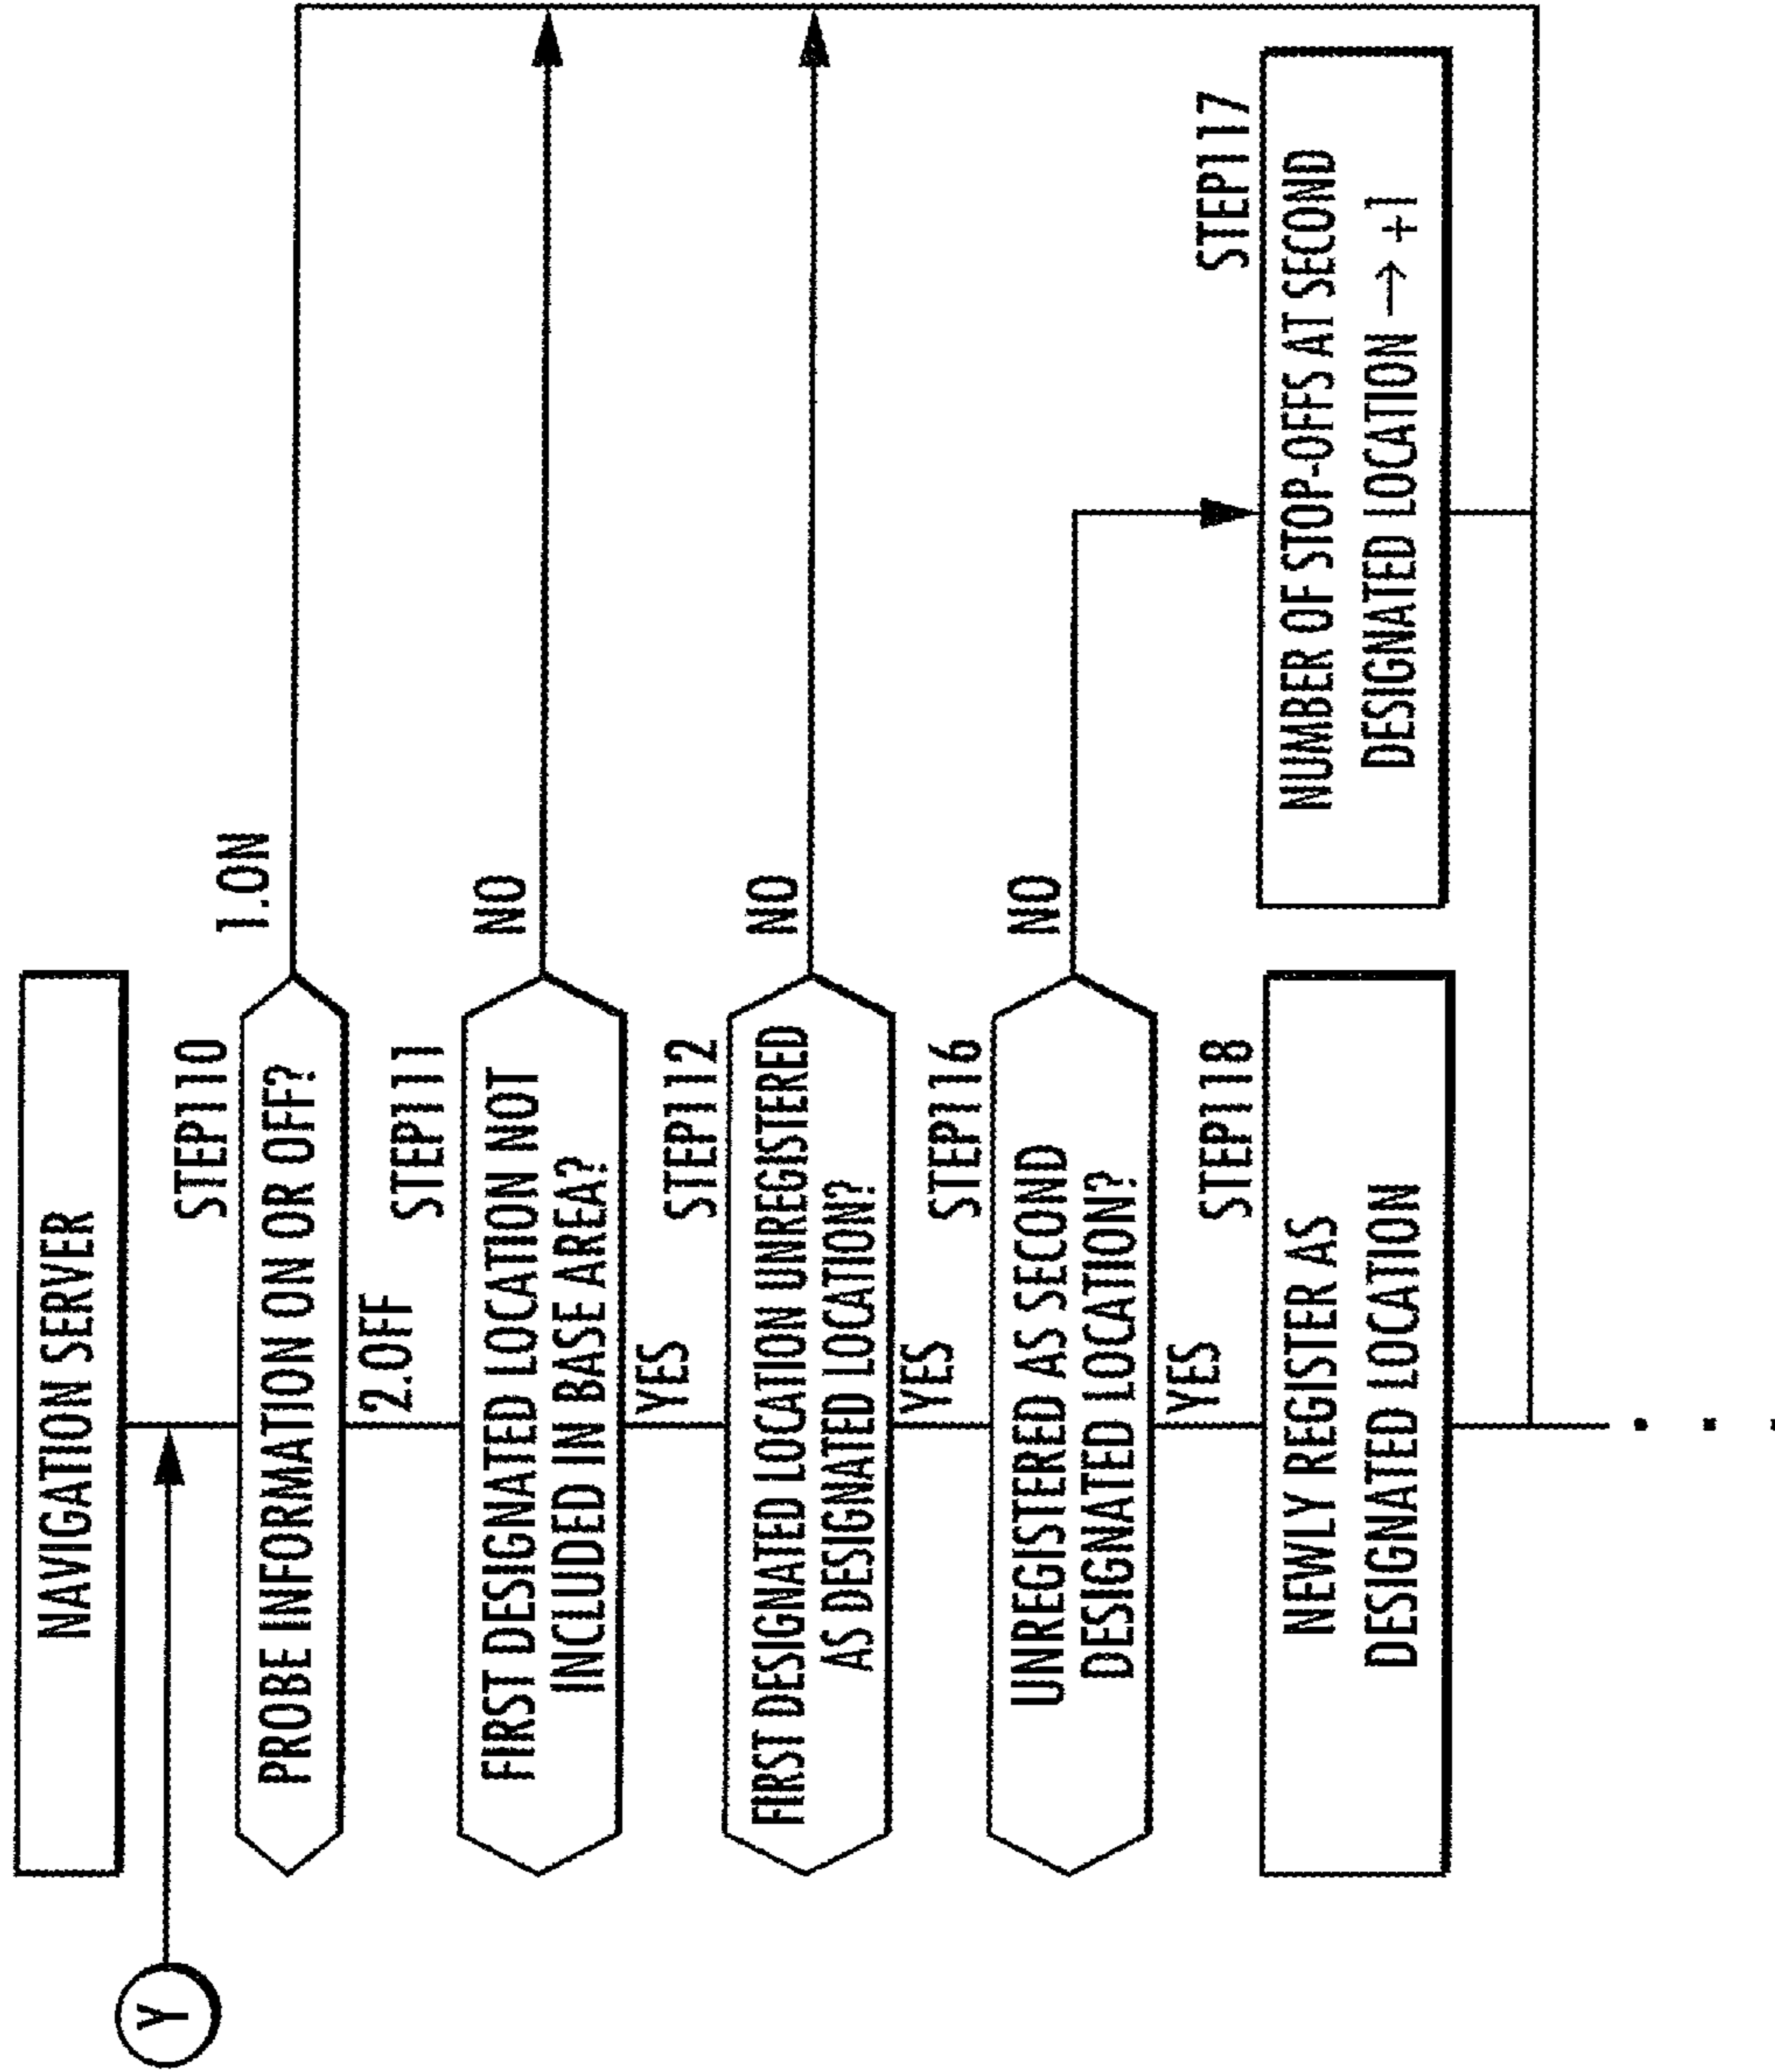 NAVIGATION SERVER
Y
STEP110
PROBE INFORMATION ON OR OFF?
1.ON
2.OFF
STEP111
FIRST DESIGNATED LOCATION NOT
INCLUDED IN BASE AREA?
NO
YES
STEP112
FIRST DESIGNATED LOCATION UNREGISTERED
AS DESIGNATED LOCATION?
NO
YES
STEP116
UNREGISTERED AS SECOND
DESIGNATED LOCATION?
NO
YES
STEP117
NUMBER OF STOP-OFFS AT SECOND
DESIGNATED LOCATION → +1
STEP118
NEWLY REGISTER AS
DESIGNATED LOCATION